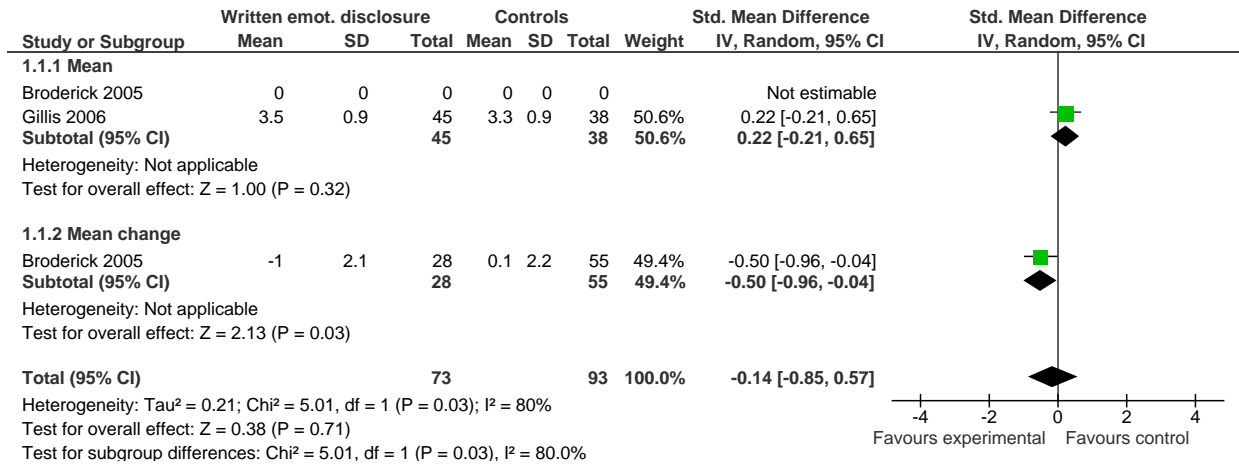 Written emot. disclosure Controls Std. Mean Difference Std. Mean Difference
Study or Subgroup Mean SD Total Mean SD Total Weight IV, Random, 95% CI IV, Random, 95% CI
1.1.1 Mean
Broderick 2005 0 0 0 0 0 0 Not estimable
Gillis 2006 3.5 0.9 45 3.3 0.9 38 50.6% 0.22 [-0.21, 0.65]
Subtotal (95% CI) 45 38 50.6% 0.22 [-0.21, 0.65]
Heterogeneity: Not applicable
Test for overall effect: Z = 1.00 (P = 0.32)
1.1.2 Mean change
Broderick 2005 -1 2.1 28 0.1 2.2 55 49.4% -0.50 [-0.96, -0.04]
Subtotal (95% CI) 28 55 49.4% -0.50 [-0.96, -0.04]
Heterogeneity: Not applicable
Test for overall effect: Z = 2.13 (P = 0.03)
Total (95% CI) 73 93 100.0% -0.14 [-0.85, 0.57]
Heterogeneity: Tau² = 0.21; Chi² = 5.01, df = 1 (P = 0.03); I² = 80%
Test for overall effect: Z = 0.38 (P = 0.71)
Test for subgroup differences: Chi² = 5.01, df = 1 (P = 0.03), I² = 80.0%
-4 -2 0 2 4
Favours experimental Favours control